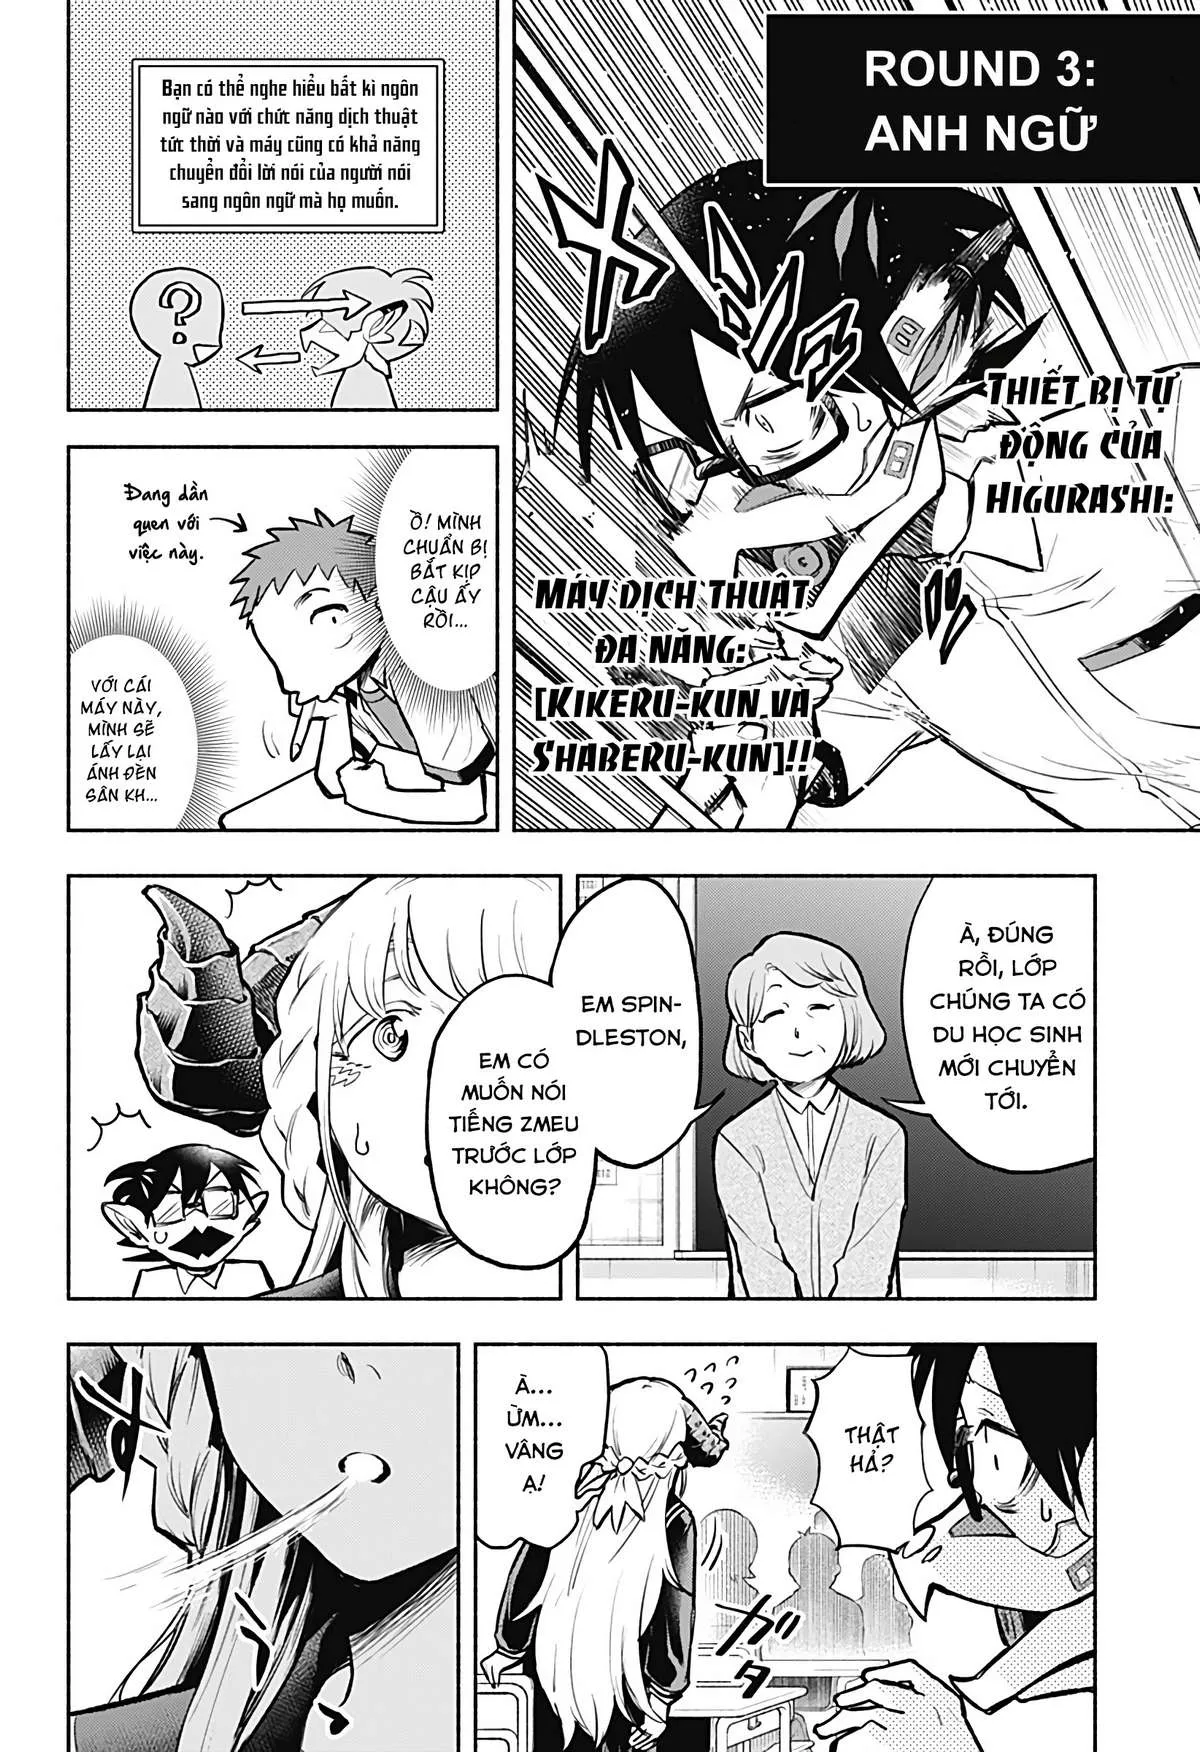 ROUND 3:
ANH NGỮ
THIẾT BỊ TỰ
ĐỘNG CỦA
HIGURASHI:
MÁY DỊCH THUẬT
ĐA NĂNG:
[KIKERU-KUN VÀ
SHABERU-KUN]!!
Bạn có thể nghe hiểu bất kì ngôn
ngữ nào với chức năng dịch thuật
tức thời và máy cũng có khả năng
chuyển đổi lời nói của người nói
sang ngôn ngữ mà họ muốn.
?
Ồ! MÌNH
CHUẨN BỊ
BẮT KỊP
CẬU ẤY
RỒI...
Đang dần
quen với
việc này.
VỚI CÁI
MÁY NÀY,
MÌNH SẼ
LẤY LẠI
ÁNH ĐÈN
SÂN KH...
À, ĐÚNG
RỒI, LỚP
CHÚNG TA CÓ
DU HỌC SINH
MỚI CHUYỂN
TỚI.
EM SPIN-
DLESTON,
EM CÓ
MUỐN NÓI
TIẾNG ZMEU
TRƯỚC LỚP
KHÔNG?
THẬT
HẢ?
À...
ỪM...
VÂNG
Ạ!
ガタ